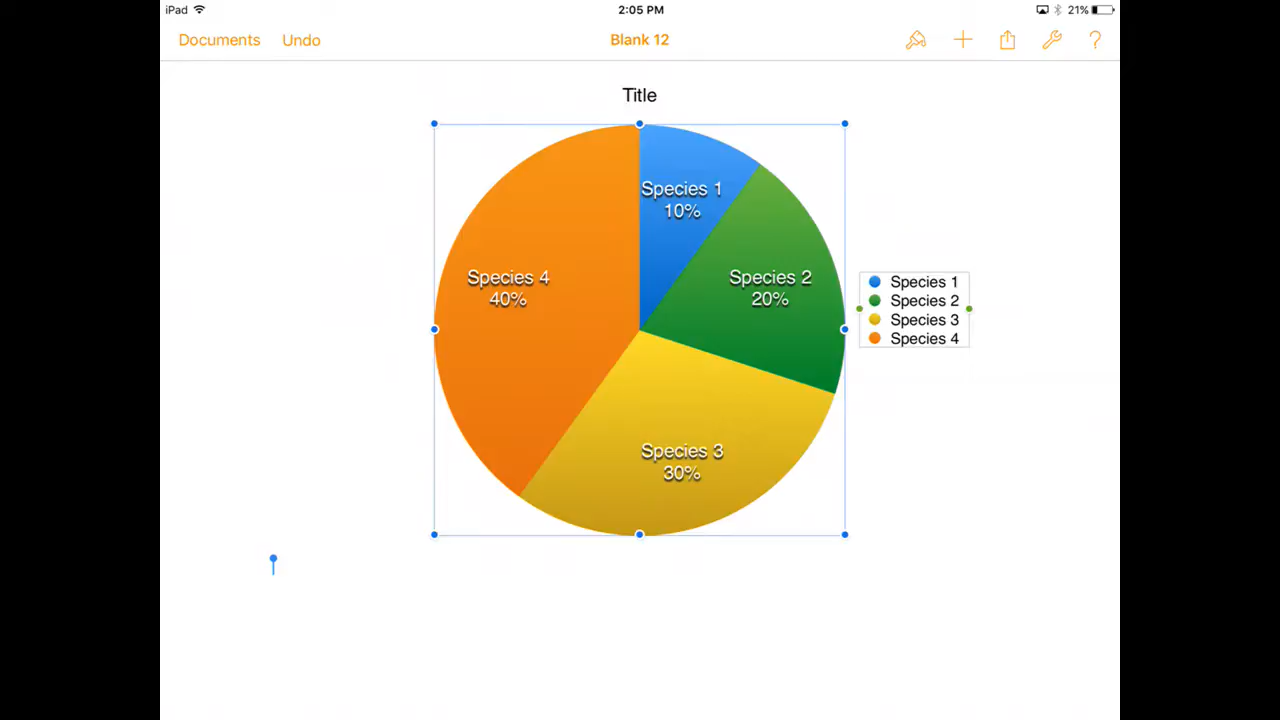 iPad 2:05 PM 21%
Documents Undo Blank 12 ?
Title
Species 1
10%
Species 2
20%
Species 4
40%
Species 3
30%
Species 1
Species 2
Species 3
Species 4